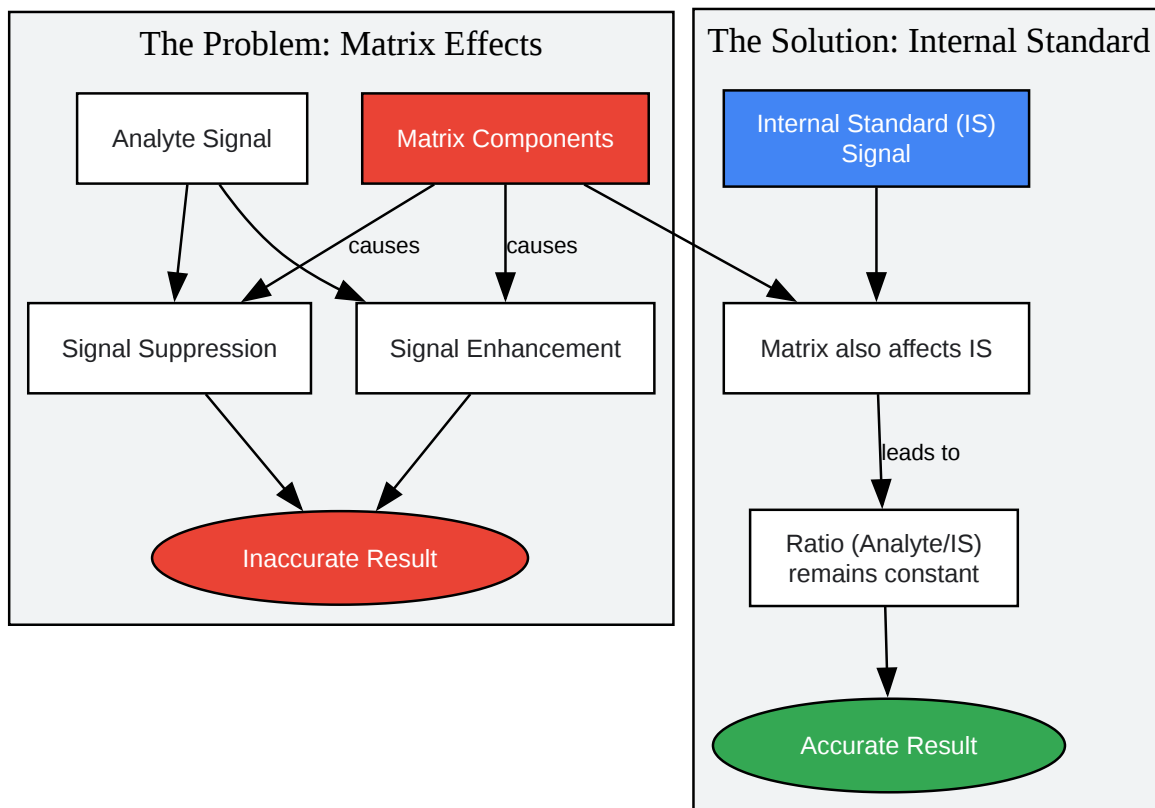 The Problem: Matrix Effects
Analyte Signal
Matrix Components
causes
causes
Signal Suppression
Signal Enhancement
Inaccurate Result
The Solution: Internal Standard
Internal Standard (IS)
Signal
Matrix also affects IS
leads to
Ratio (Analyte/IS)
remains constant
Accurate Result